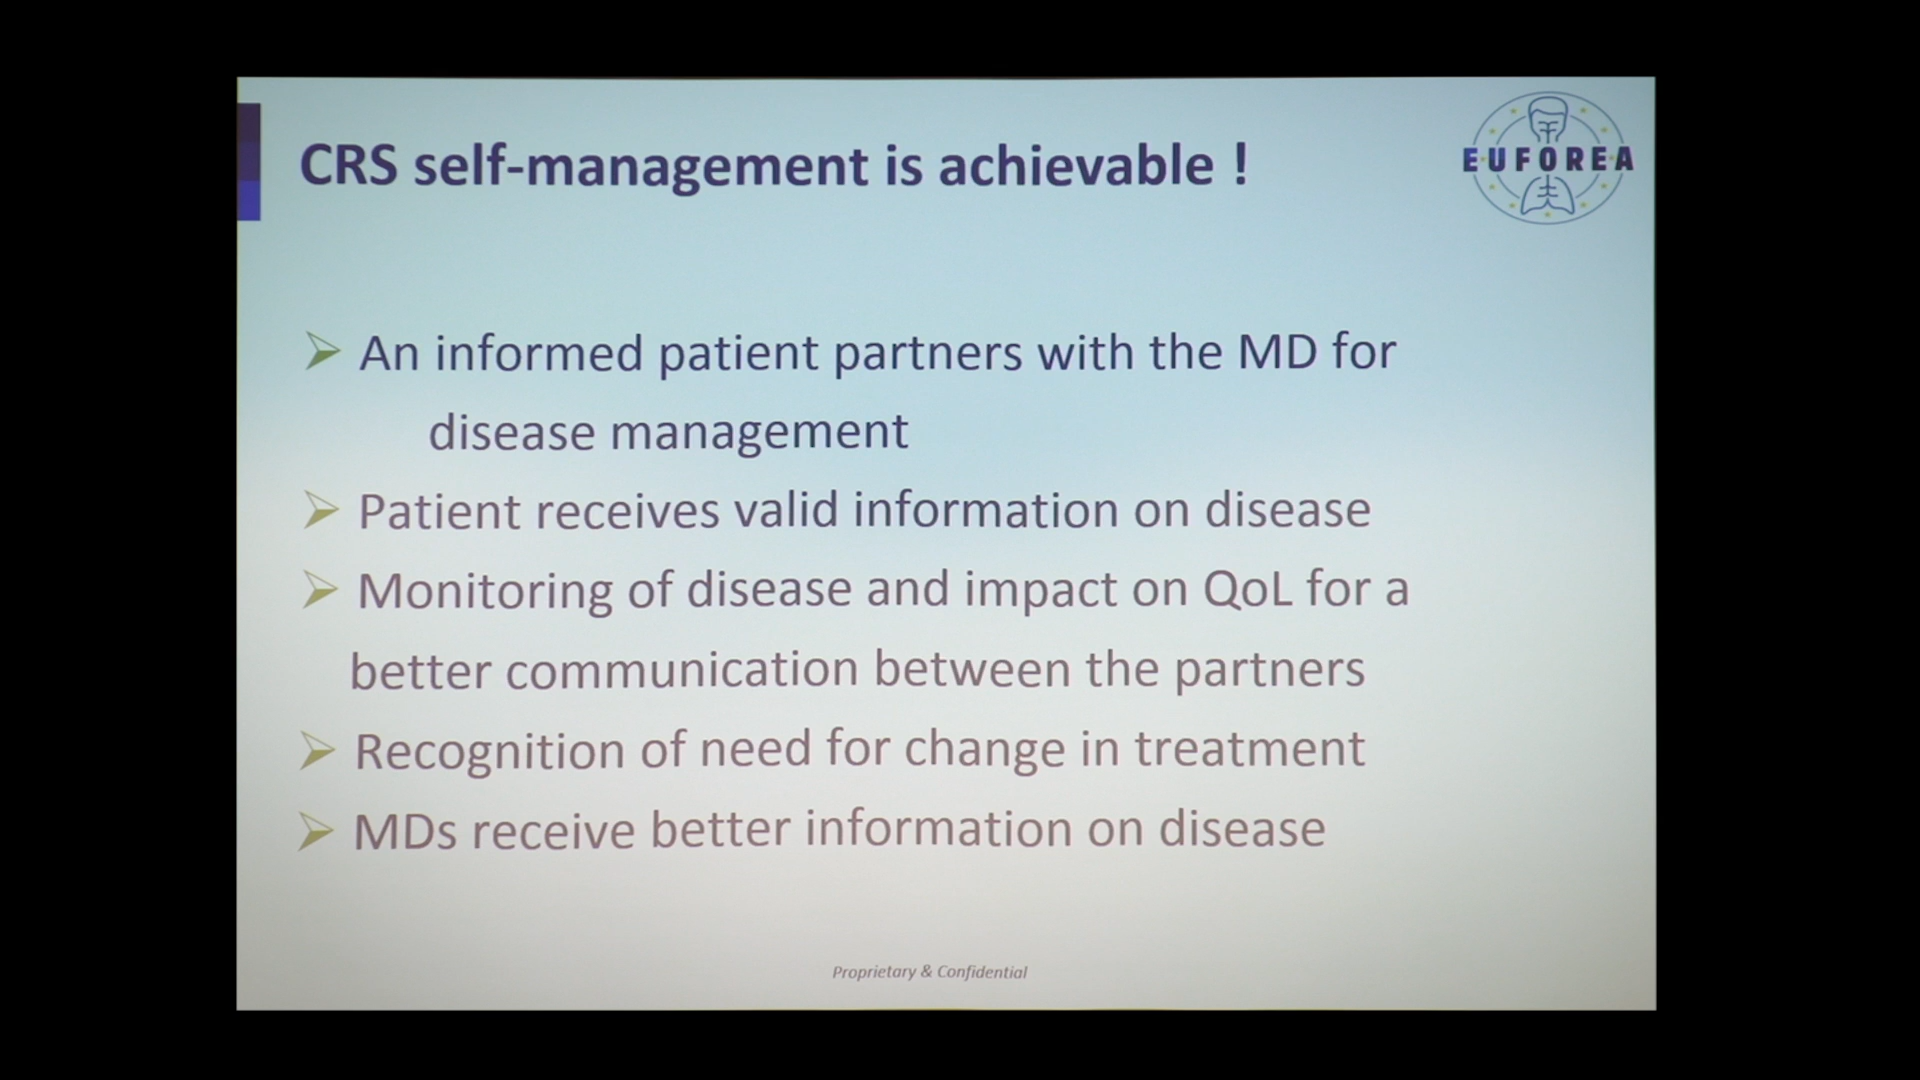 CRS self-management is achievable !
EUFOREA
An informed patient partners with the MD for
disease management
Patient receives valid information on disease
Monitoring of disease and impact on QoL for a
better communication between the partners
Recognition of need for change in treatment
MDs receive better information on disease
Proprietary & Confidential